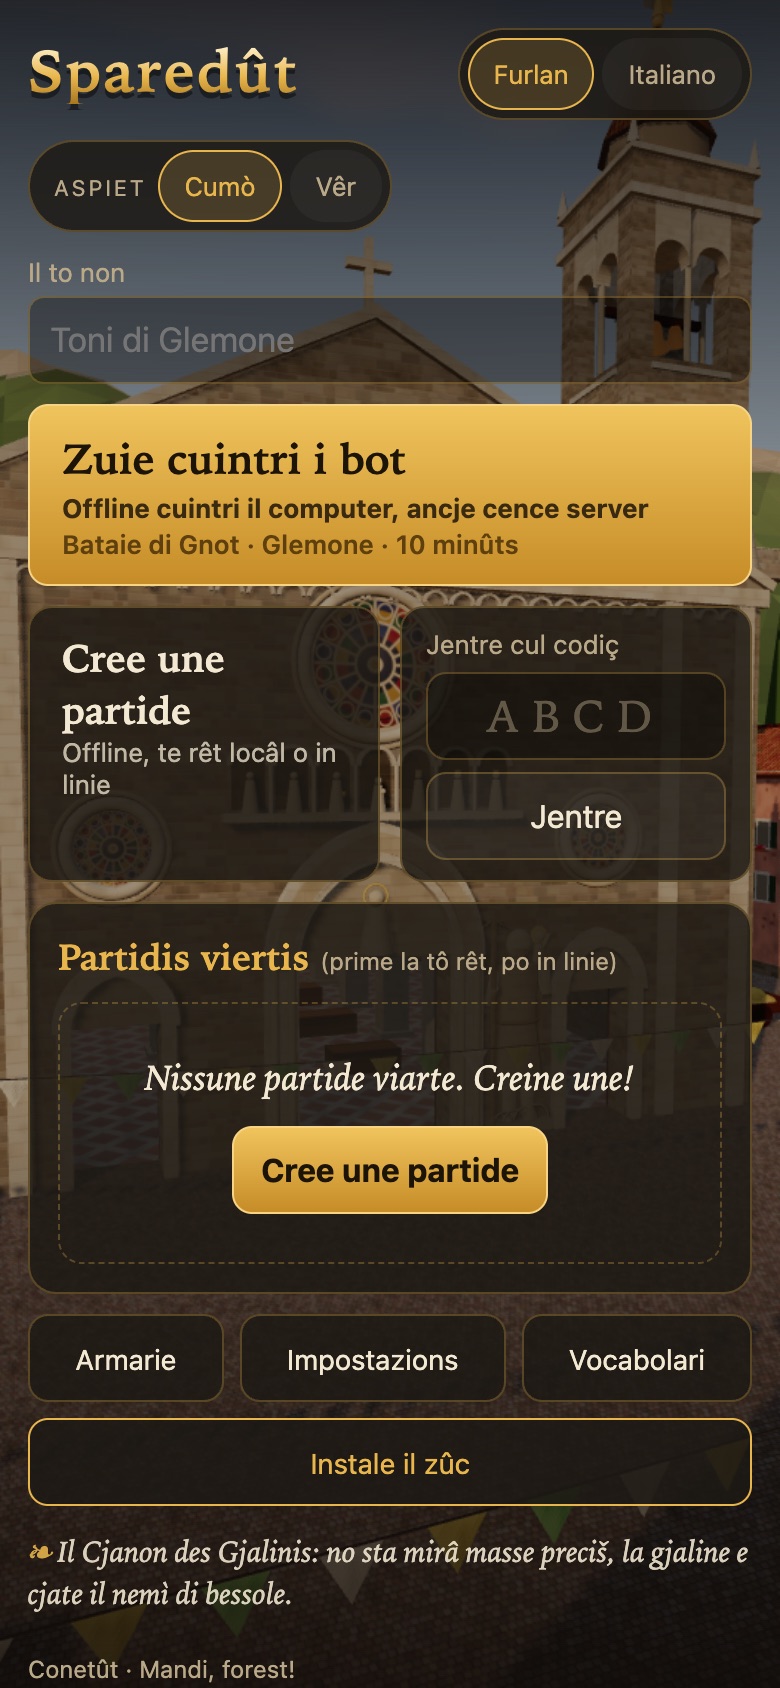 Sparedût
Furlan
Italiano
ASPIET
Cumò
Vêr
Il to non
Toni di Glemone
Zuie cuintri i bot
Offline cuintri il computer, ancje cence server
Bataie di Gnot · Glemone · 10 minûts
Cree une
partide
Offline, te rêt locâl o in
linie
Jentre cul codiç
ABCD
Jentre
Partidis viertis (prime la tô rêt, po in linie)
Nissune partide viarte. Creine une!
Cree une partide
Armarie
Impostazions
Vocabolari
Instale il zûc
❧ Il Cjanon des Gjalinis: no sta mirâ masse preciš, la gjaline e
cjate il nemì di bessole.
Conetût · Mandi, forest!